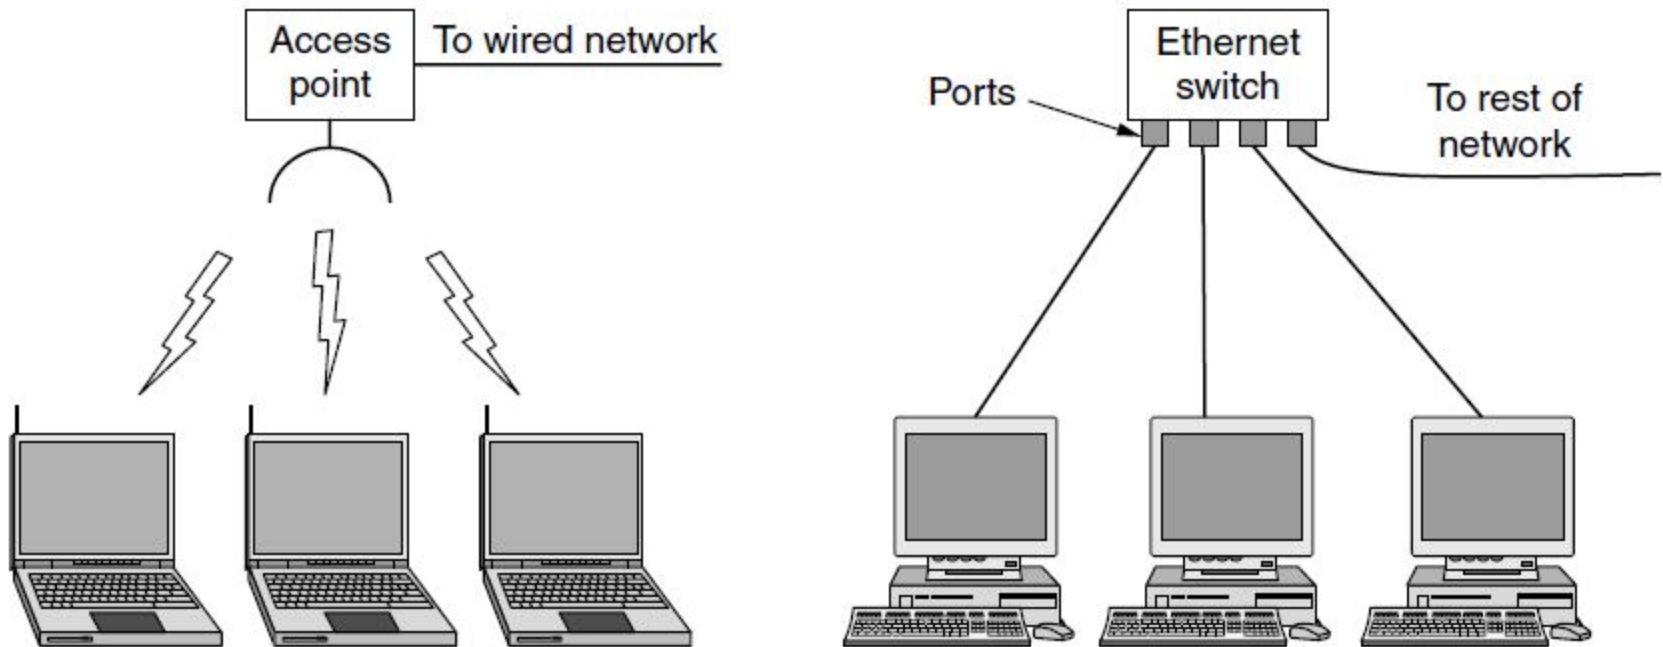 Access
point
To wired network
Ethernet
switch
Ports
To rest of
network